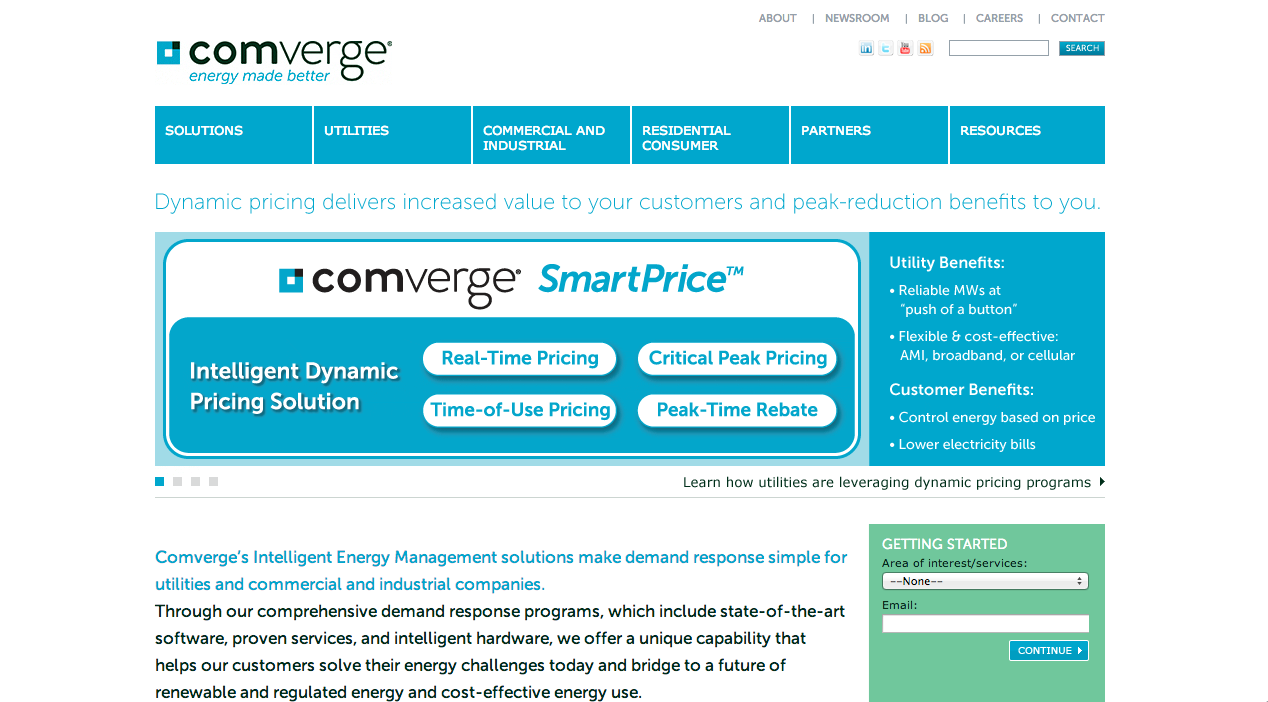 ABOUT | NEWSROOM | BLOG | CAREERS | CONTACT
comverge®
energy made better
SEARCH
SOLUTIONS
UTILITIES
COMMERCIAL AND
INDUSTRIAL
RESIDENTIAL
CONSUMER
PARTNERS
RESOURCES
Dynamic pricing delivers increased value to your customers and peak-reduction benefits to you.
comverge® SmartPrice™
Intelligent Dynamic
Pricing Solution
Real-Time Pricing
Critical Peak Pricing
Time-of-Use Pricing
Peak-Time Rebate
Utility Benefits:
• Reliable MWs at
“push of a button”
• Flexible & cost-effective:
AMI, broadband, or cellular
Customer Benefits:
• Control energy based on price
• Lower electricity bills
Learn how utilities are leveraging dynamic pricing programs
Comverge’s Intelligent Energy Management solutions make demand response simple for
utilities and commercial and industrial companies.
Through our comprehensive demand response programs, which include state-of-the-art
software, proven services, and intelligent hardware, we offer a unique capability that
helps our customers solve their energy challenges today and bridge to a future of
renewable and regulated energy and cost-effective energy use.
GETTING STARTED
Area of interest/services:
--None--
Email:
CONTINUE